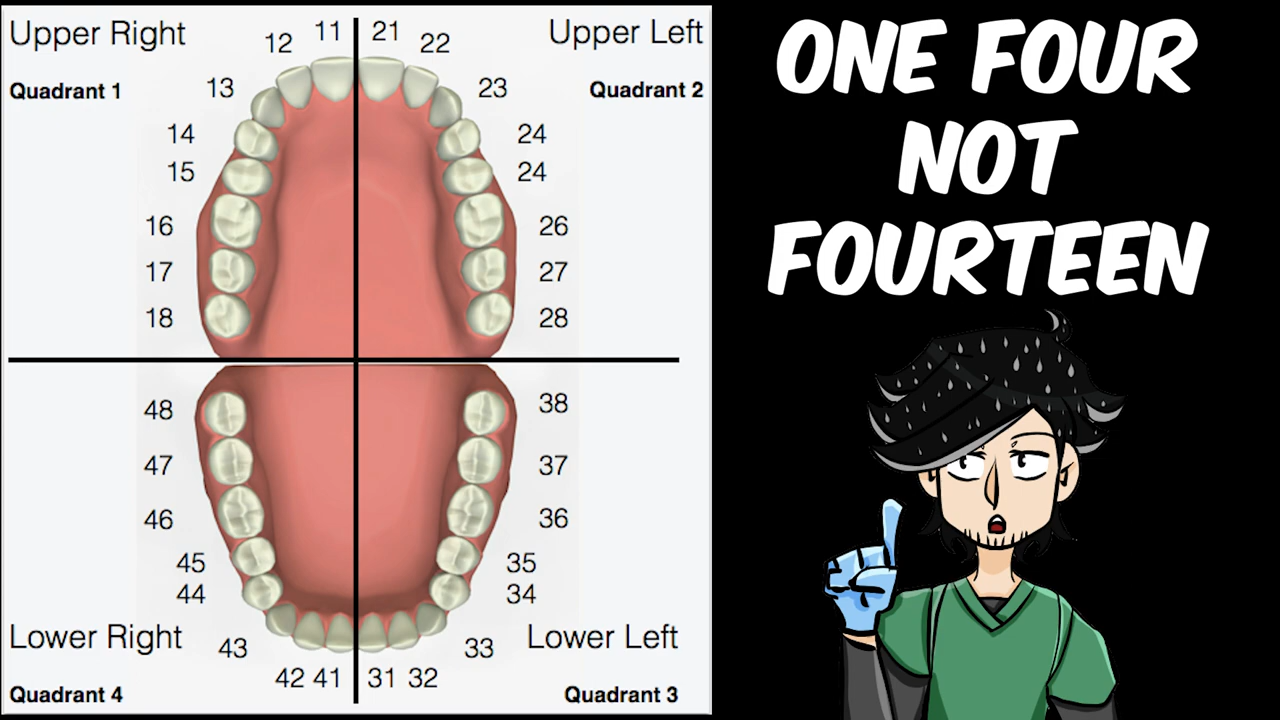 Upper Right 12 11 21 22 Upper Left
Quadrant 1 13 23 Quadrant 2
14 24
15 24
16 26
17 27
18 28
48 38
47 37
46 36
45 35
44 34
Lower Right 43 33 Lower Left
42 41 31 32
Quadrant 4 Quadrant 3
ONE FOUR
NOT
FOURTEEN